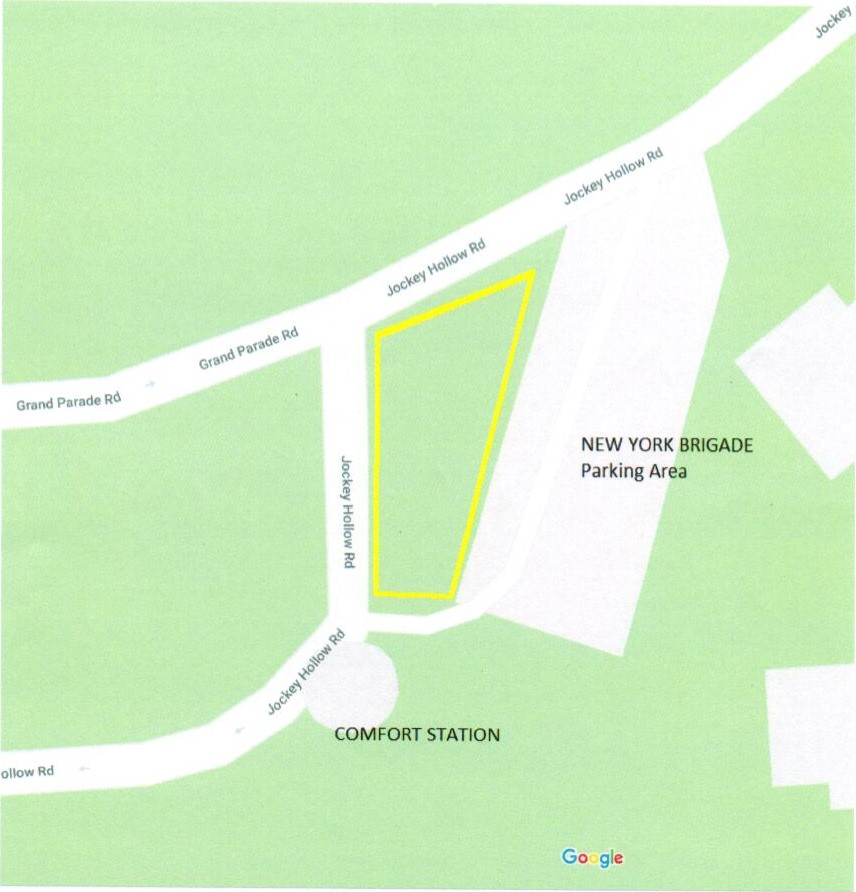 Jockey
Jockey Hollow Rd
Jockey Hollow Rd
Grand Parade Rd
Grand Parade Rd
NEW YORK BRIGADE
Parking Area
Jockey Hollow Rd
Jockey Hollow Rd
COMFORT STATION
ollow Rd
Google